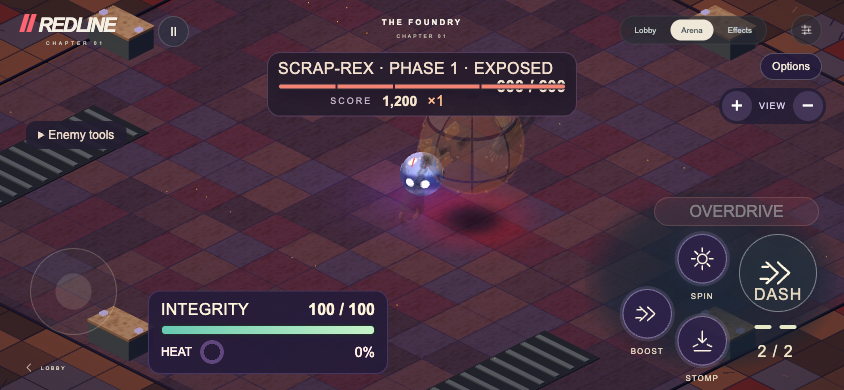 REDLINE
CHAPTER 01
THE FOUNDRY
CHAPTER 01
Lobby
Arena
Effects
Options
+ VIEW −
SCRAP-REX · PHASE 1 · EXPOSED
SCORE 1,200 ×1
Enemy tools
OVERDRIVE
SPIN
DASH
BOOST
STOMP
2 / 2
INTEGRITY 100 / 100
HEAT 0%
LOBBY